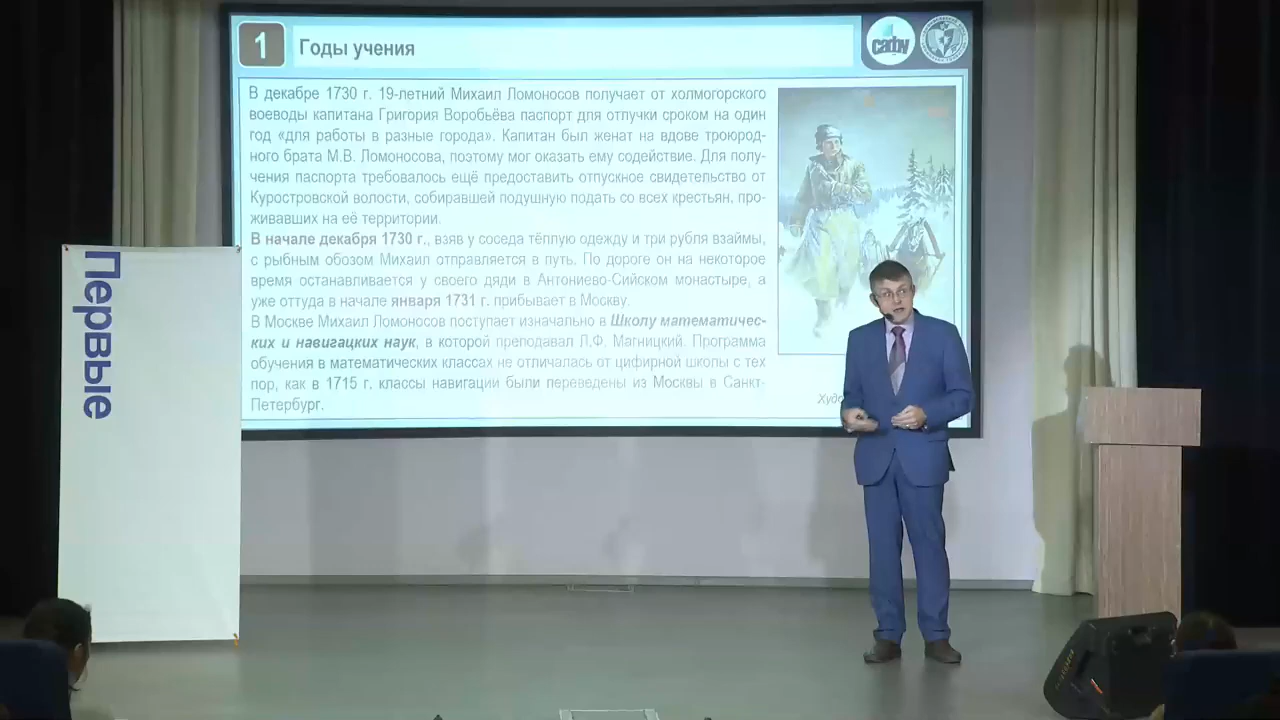 1
Годы учения
сафу
В декабре 1730 г. 19-летний Михаил Ломоносов получает от холмогорского
воеводы капитана Григория Воробьёва паспорт для отлучки сроком на один
год «для работы в разные города». Капитан был женат на вдове троюрод-
ного брата М.В. Ломоносова, поэтому мог оказать ему содействие. Для полу-
чения паспорта требовалось ещё предоставить отпускное свидетельство от
Куростровской волости, собиравшей подушную подать со всех крестьян, про-
живавших на её территории.
В начале декабря 1730 г., взяв у соседа тёплую одежду и три рубля взаймы,
с рыбным обозом Михаил отправляется в путь. По дороге он на некоторое
время останавливается у своего дяди в Антониево-Сийском монастыре, а
уже оттуда в начале января 1731 г. прибывает в Москву.
В Москве Михаил Ломоносов поступает изначально в Школу математичес-
ких и навигацких наук, в которой преподавал Л.Ф. Магницкий. Программа
обучения в математических классах не отличалась от цифирной школы с тех
пор, как в 1715 г. классы навигации были переведены из Москвы в Санкт-
Петербург.
Первые